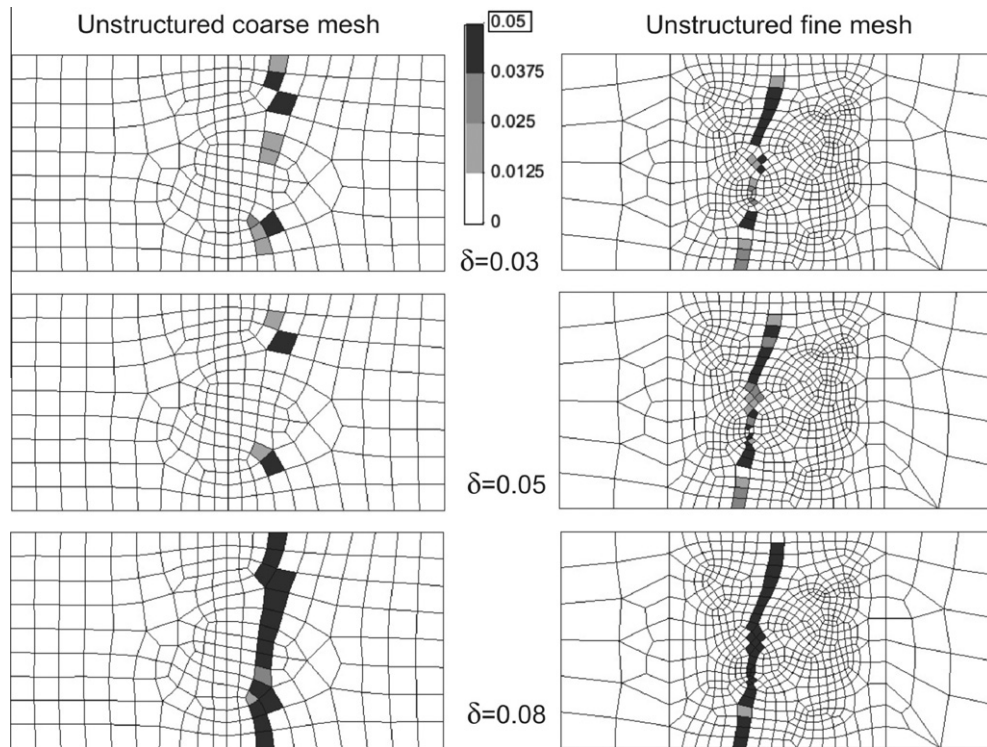 Unstructured coarse mesh
0.05
0.0375
0.025
0.0125
0
Unstructured fine mesh
δ=0.03
δ=0.05
δ=0.08